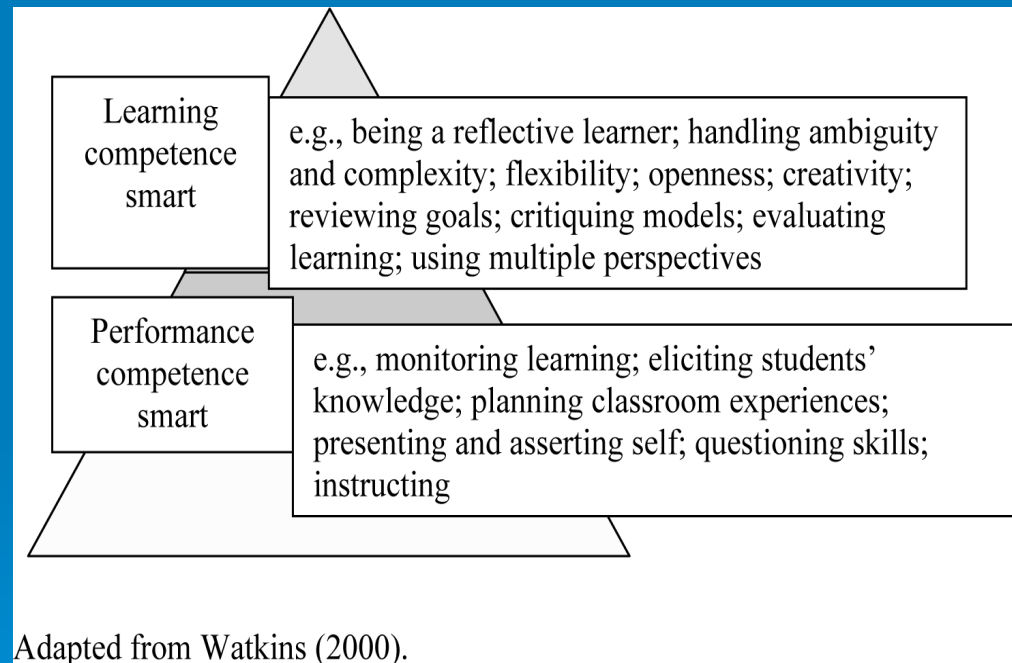 Learning
competence
smart
e.g., being a reflective learner; handling ambiguity
and complexity; flexibility; openness; creativity;
reviewing goals; critiquing models; evaluating
learning; using multiple perspectives
Performance
competence
smart
e.g., monitoring learning; eliciting students’
knowledge; planning classroom experiences;
presenting and asserting self; questioning skills;
instructing
Adapted from Watkins (2000).